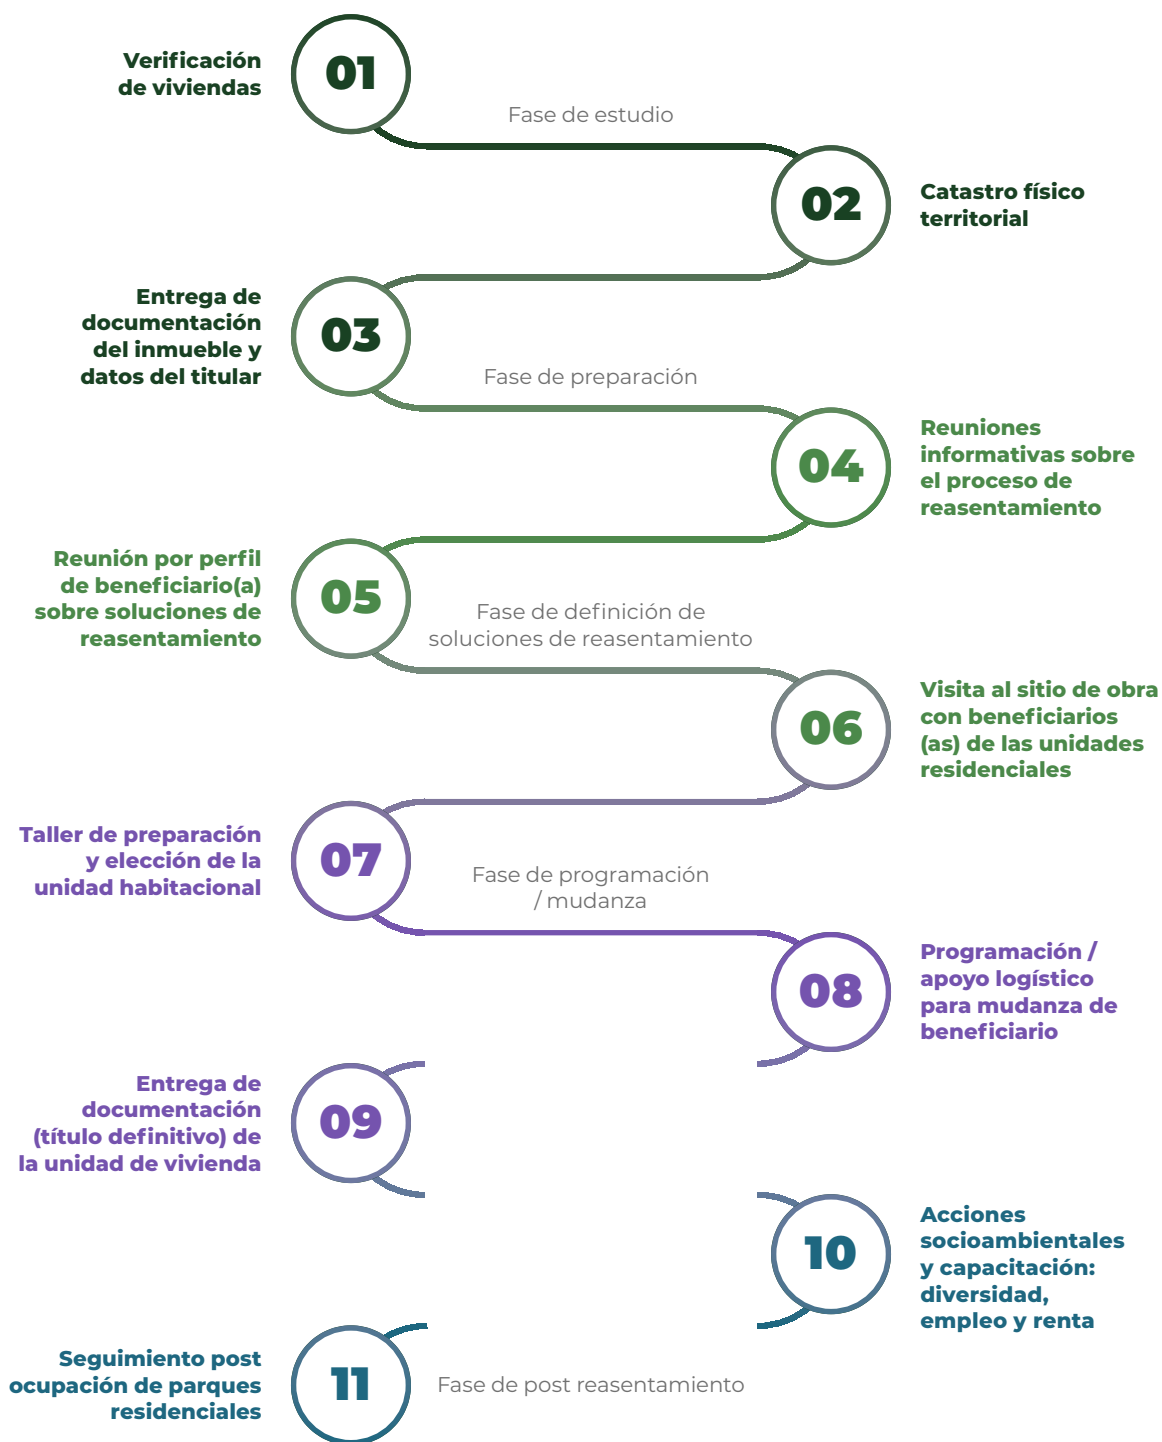 Verificación
de viviendas
01
Fase de estudio
02
Catastro físico
territorial
Entrega de
documentación
del inmueble y
datos del titular
03
Fase de preparación
04
Reuniones
informativas sobre
el proceso de
reasentamiento
Reunión por perfil
de beneficiario(a)
sobre soluciones de
reasentamiento
05
Fase de definición de
soluciones de reasentamiento
06
Visita al sitio de obra
con beneficiarios
(as) de las unidades
residenciales
Taller de preparación
y elección de la
unidad habitacional
07
Fase de programación
/ mudanza
08
Programación /
apoyo logístico
para mudanza de
beneficiario
Entrega de
documentación
(título definitivo) de
la unidad de vivienda
09
10
Acciones
socioambientales
y capacitación:
diversidad,
empleo y renta
Seguimiento post
ocupación de parques
residenciales
11
Fase de post reasentamiento